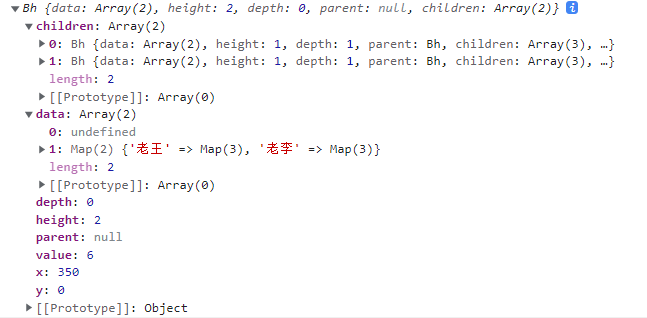 Bh {data: Array(2), height: 2, depth: 0, parent: null, children: Array(2)} i
children: Array(2)
0: Bh {data: Array(2), height: 1, depth: 1, parent: Bh, children: Array(3), …}
1: Bh {data: Array(2), height: 1, depth: 1, parent: Bh, children: Array(3), …}
length: 2
[[Prototype]]: Array(0)
data: Array(2)
0: undefined
1: Map(2) {'老王' => Map(3), '老李' => Map(3)}
length: 2
[[Prototype]]: Array(0)
depth: 0
height: 2
parent: null
value: 6
x: 350
y: 0
[[Prototype]]: Object